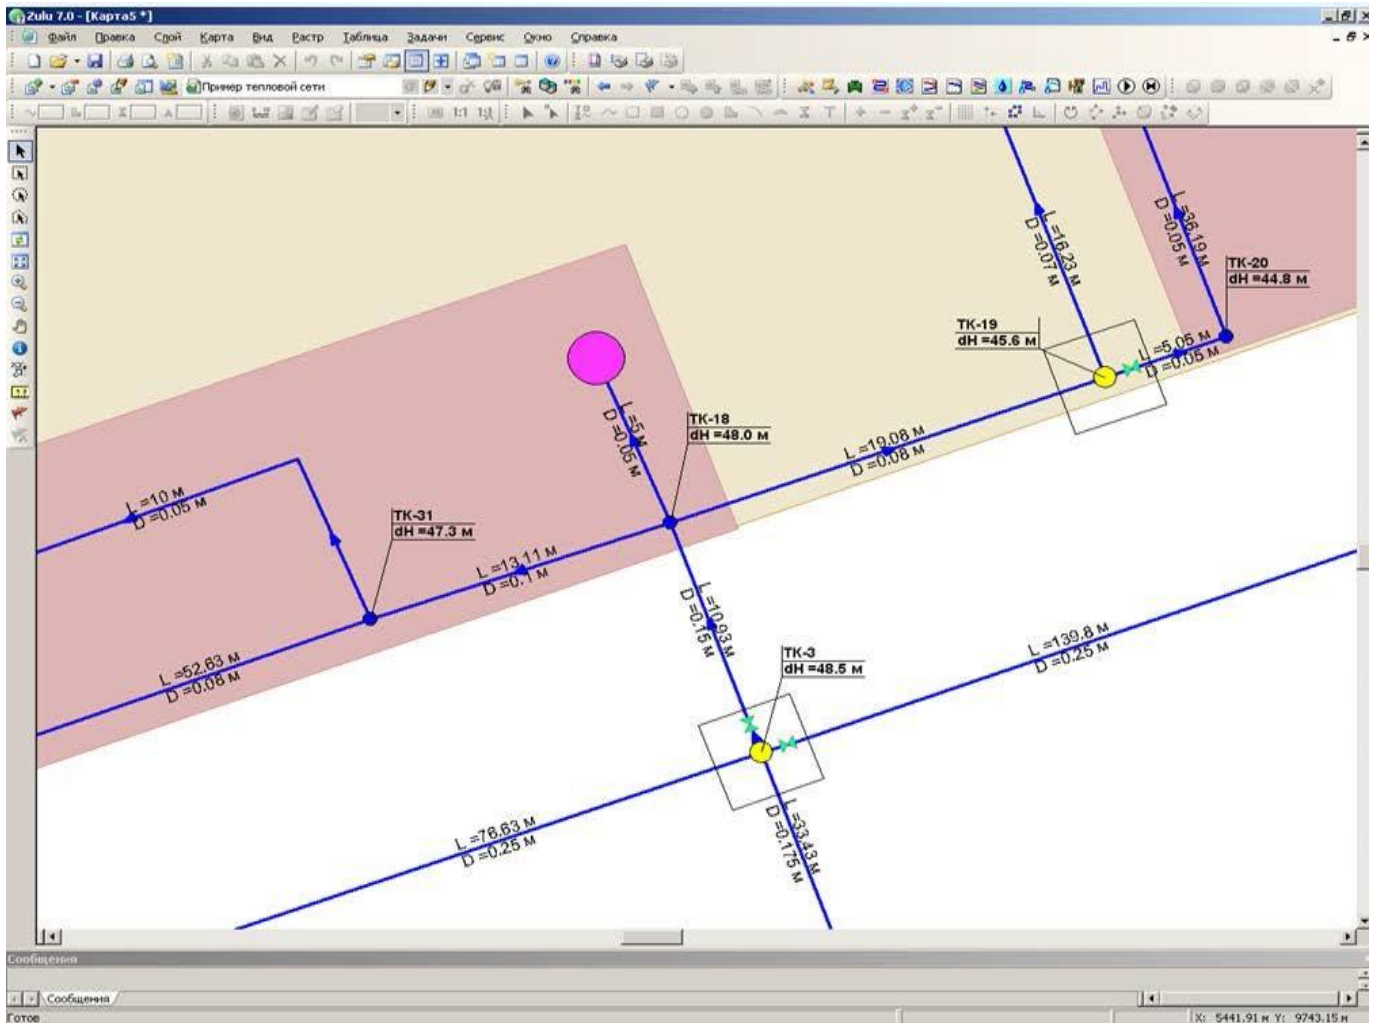 Zulu 7.0 - [Карта5 *]
Файл Правка Слой Карта Вид Растр Таблица Задачи Сервис Окно Справка
Пример тепловой сети
1:1
L =16.23 м
D =0.07 м
L =36.19 м
D =0.05 м
ТК-20
dH =44.8 м
ТК-19
dH =45.6 м
L =5.05 м
D =0.05 м
L =5 м
D =0.05 м
ТК-18
dH =48.0 м
L =19.08 м
D =0.08 м
L =10 м
D =0.05 м
ТК-31
dH =47.3 м
L =13.11 м
D =0.1 м
L =10.93 м
D =0.15 м
L =52.63 м
D =0.08 м
ТК-3
dH =48.5 м
L =139.8 м
D =0.25 м
L =76.63 м
D =0.25 м
L =33.43 м
D =0.175 м
Сообщения
Сообщения
Готов
X: 5441.91 м Y: 9743.15 м